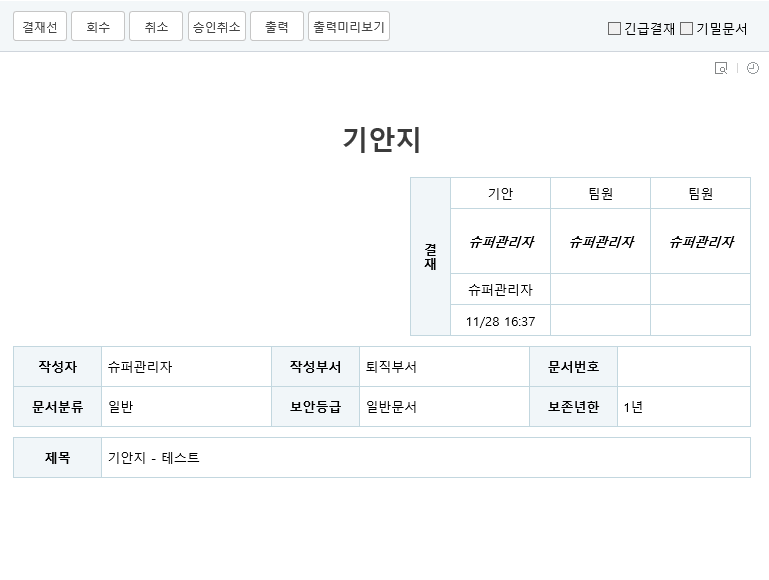 결재선 회수 취소 승인취소 출력 출력미리보기 긴급결재 기밀문서
기안지
결재 기안 팀원 팀원
슈퍼관리자 슈퍼관리자 슈퍼관리자
슈퍼관리자
11/28 16:37
작성자 슈퍼관리자 작성부서 퇴직부서 문서번호
문서분류 일반 보안등급 일반문서 보존년한 1년
제목 기안지 - 테스트